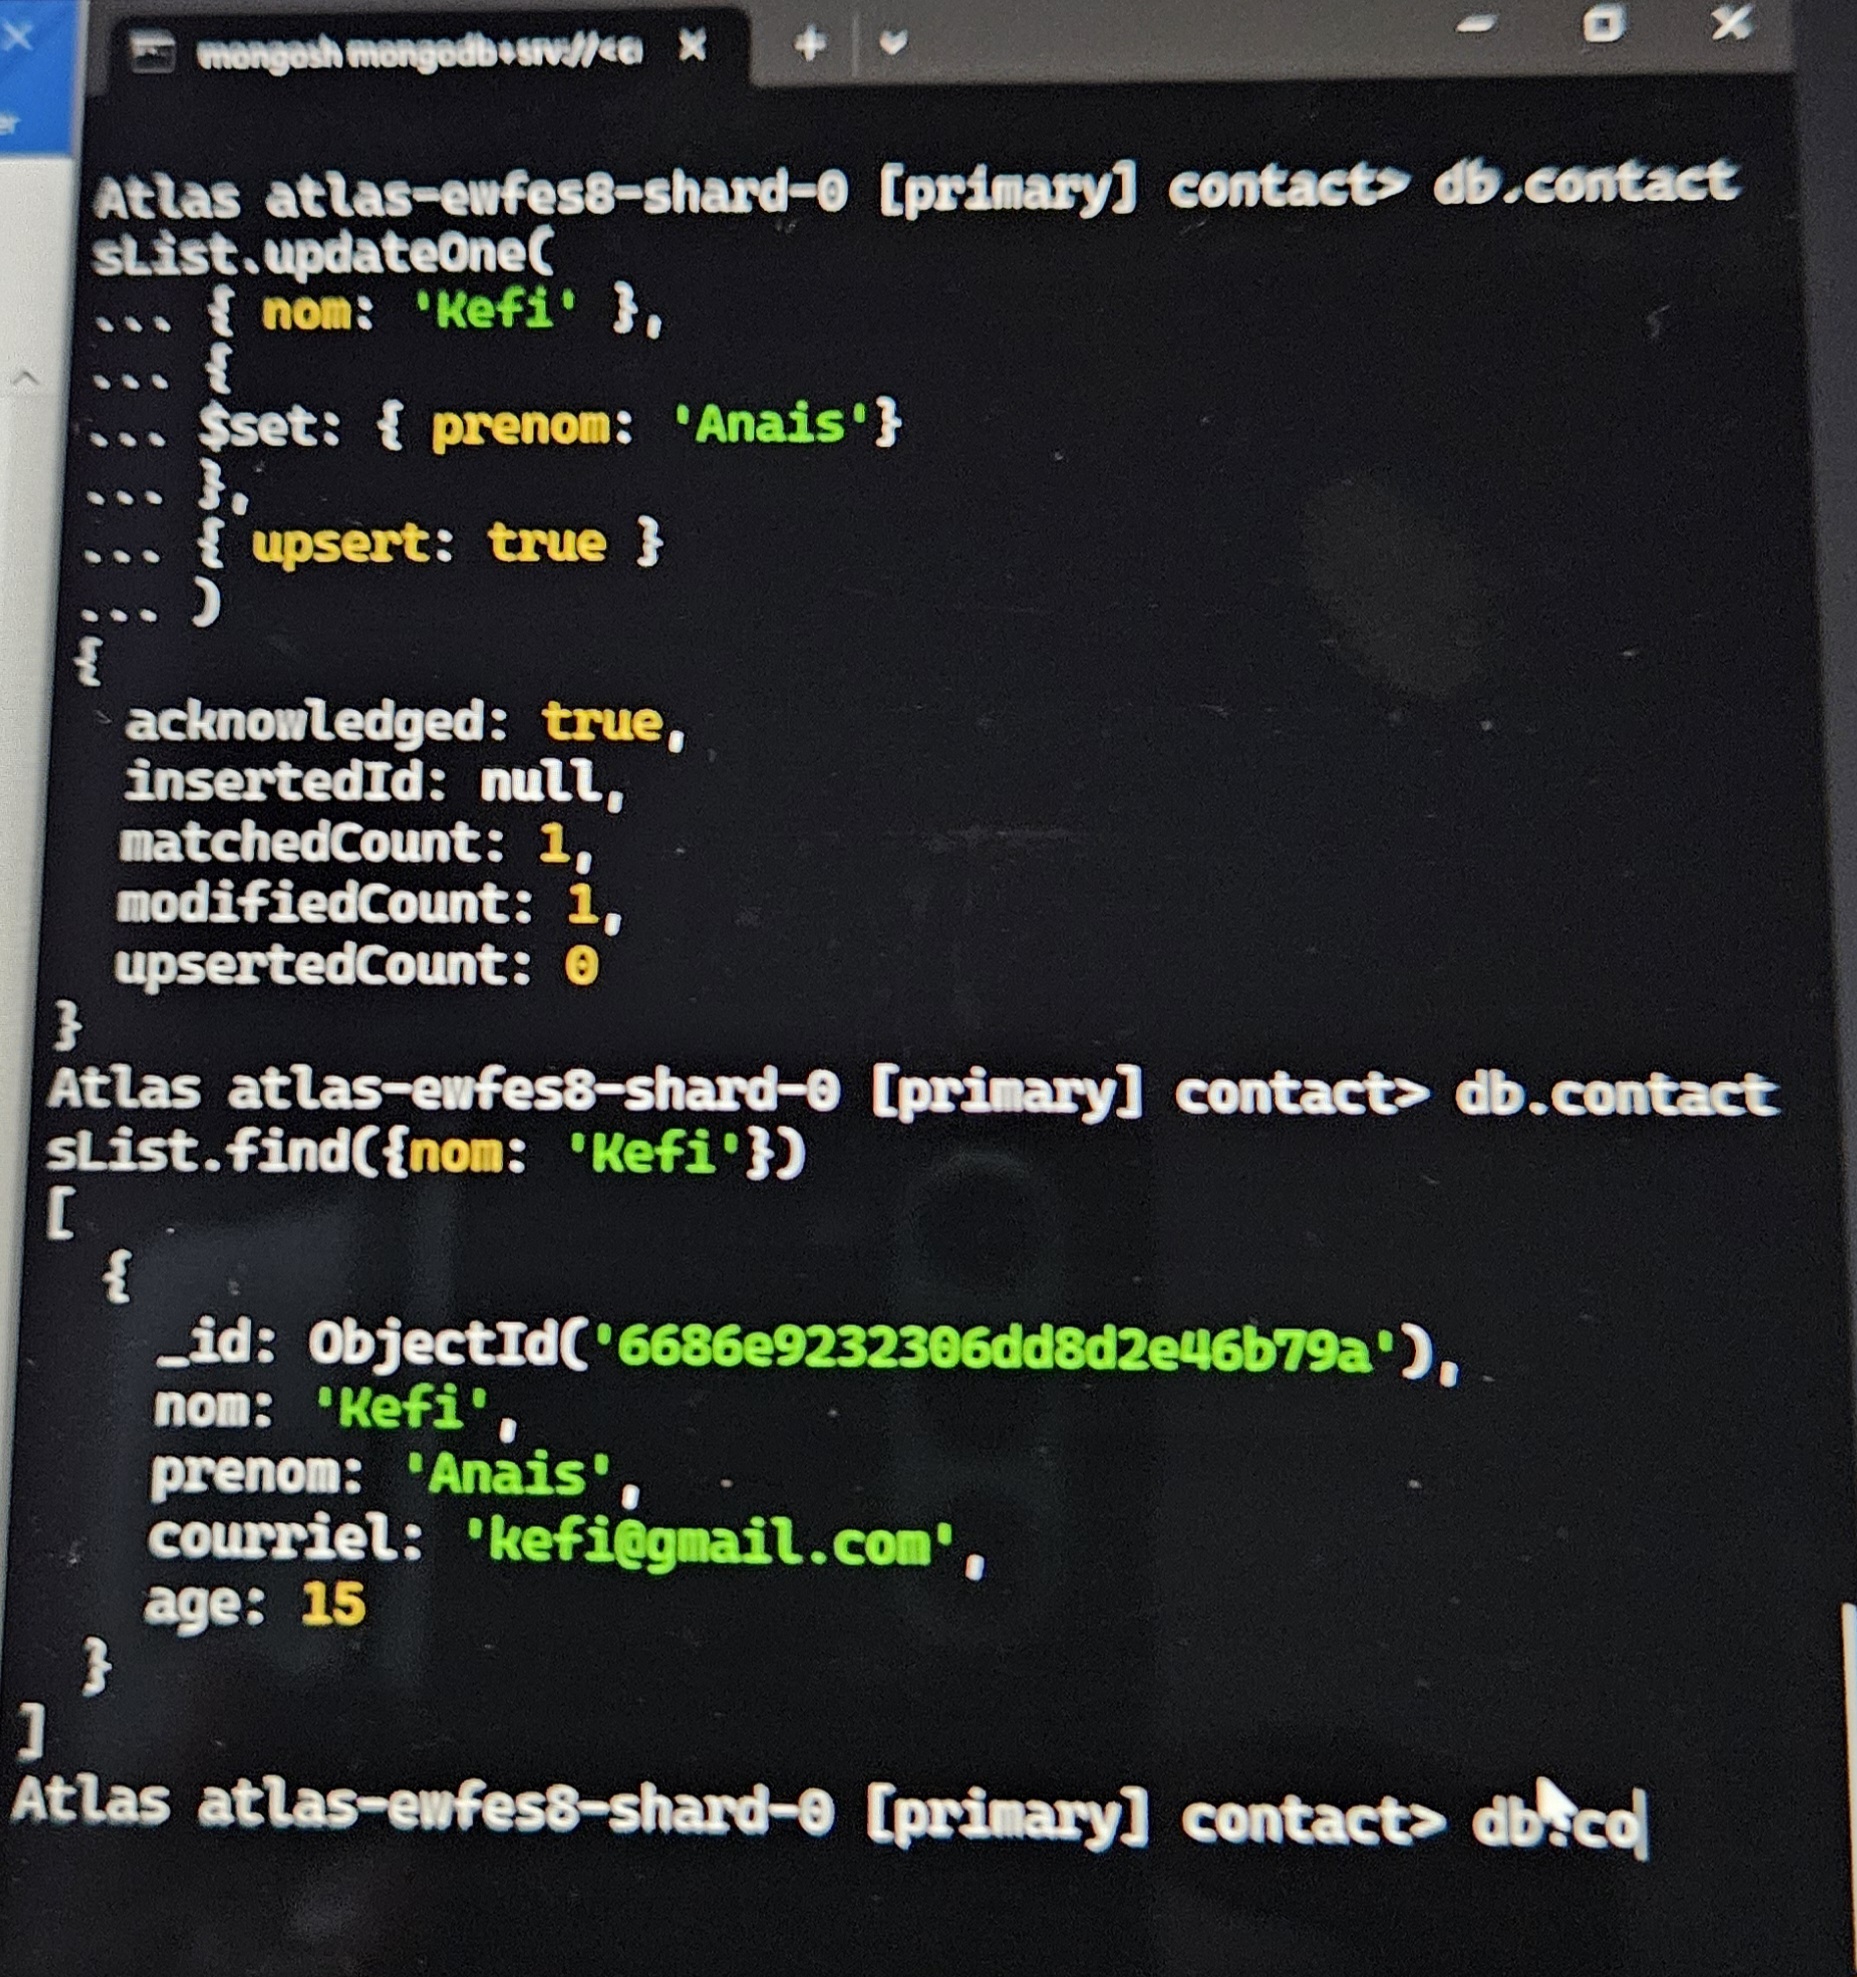 mongosh mongodb+srv://<cr
er
Atlas atlas-ewfes8-shard-0 [primary] contact> db.contact
sList.updateOne(
... { nom: 'Kefi' },
... {
... $set: { prenom: 'Anais'}
... },
... { upsert: true }
... )
{
acknowledged: true,
insertedId: null,
matchedCount: 1,
modifiedCount: 1,
upsertedCount: 0
}
Atlas atlas-ewfes8-shard-0 [primary] contact> db.contact
sList.find({nom: 'Kefi'})
[
{
_id: ObjectId('6686e9232306dd8d2e46b79a'),
nom: 'Kefi',
prenom: 'Anais',
courriel: 'kefi@gmail.com',
age: 15
}
]
Atlas atlas-ewfes8-shard-0 [primary] contact> db.co